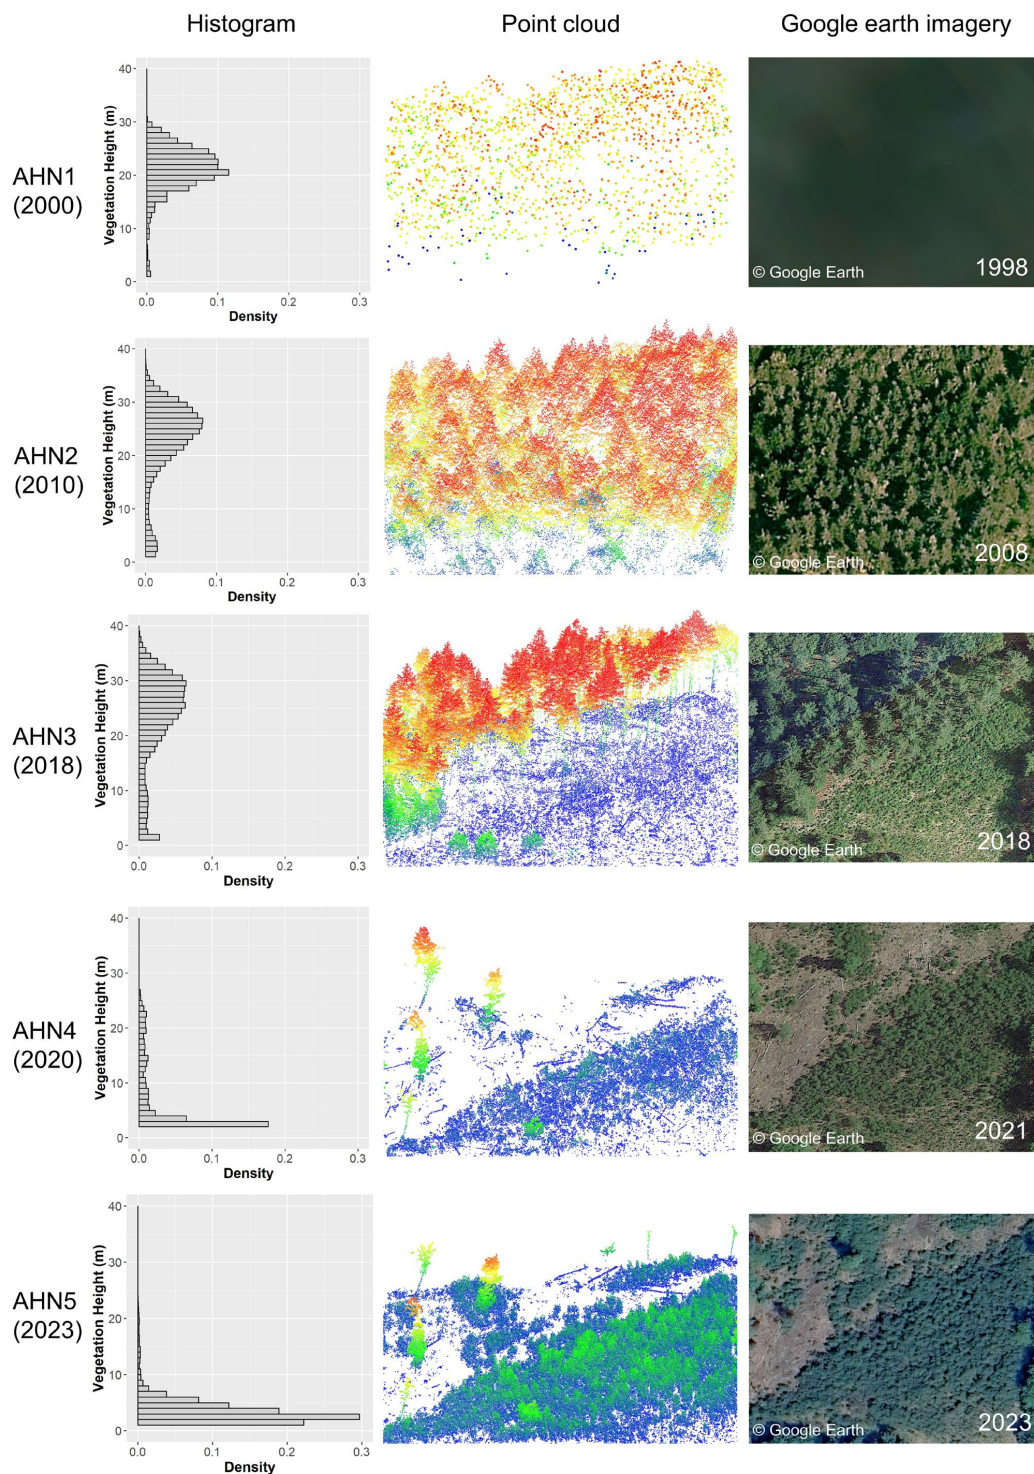 Histogram
Point cloud
Google earth imagery
AHN1
(2000)
Vegetation Height (m)
40
30
20
10
0
0.0 0.1 0.2 0.3
Density
© Google Earth
1998
AHN2
(2010)
Vegetation Height (m)
40
30
20
10
0
0.0 0.1 0.2 0.3
Density
© Google Earth
2008
AHN3
(2018)
Vegetation Height (m)
40
30
20
10
0
0.0 0.1 0.2 0.3
Density
© Google Earth
2018
AHN4
(2020)
Vegetation Height (m)
40
30
20
10
0
0.0 0.1 0.2 0.3
Density
© Google Earth
2021
AHN5
(2023)
Vegetation Height (m)
40
30
20
10
0
0.0 0.1 0.2 0.3
Density
© Google Earth
2023